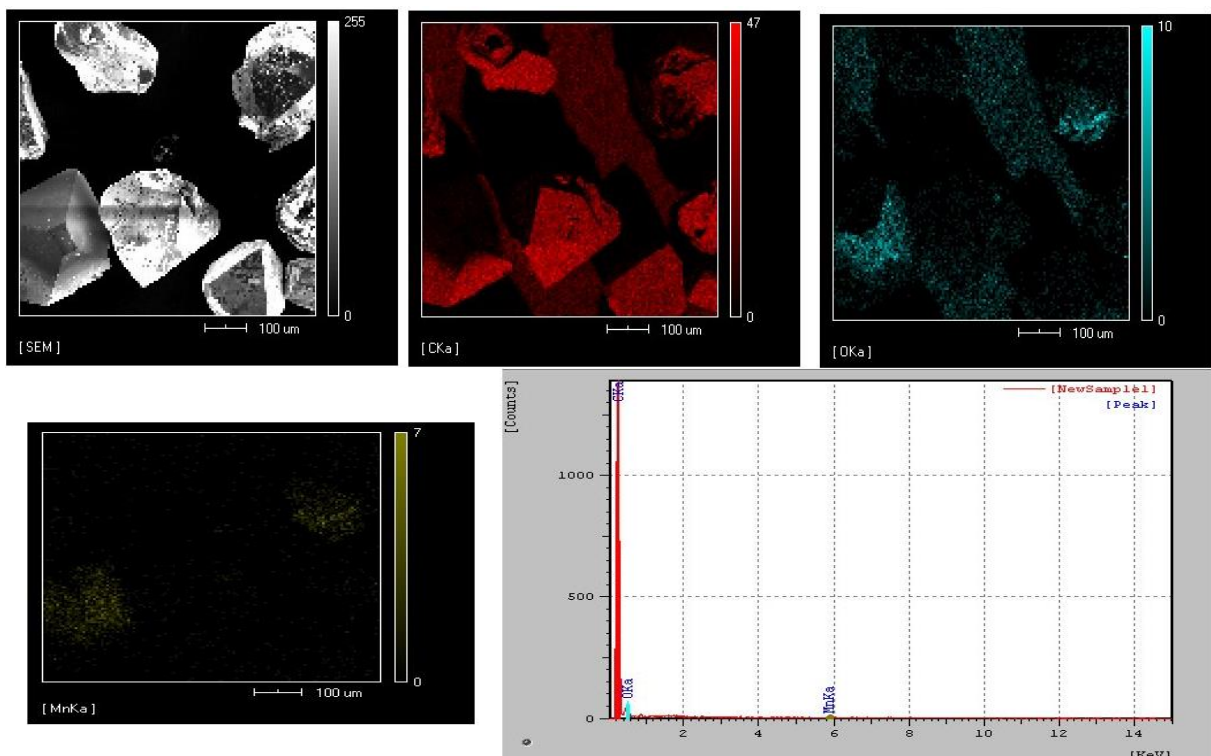 255
0
100 um
[SEM]
47
0
100 um
[CKa]
10
0
100 um
[OKa]
7
0
100 um
[MnKa]
[Counts]
[NewSample1]
[Peak]
CKa
1000
500
OKa
MnKa
0
2
4
6
8
10
12
14
[KeV]